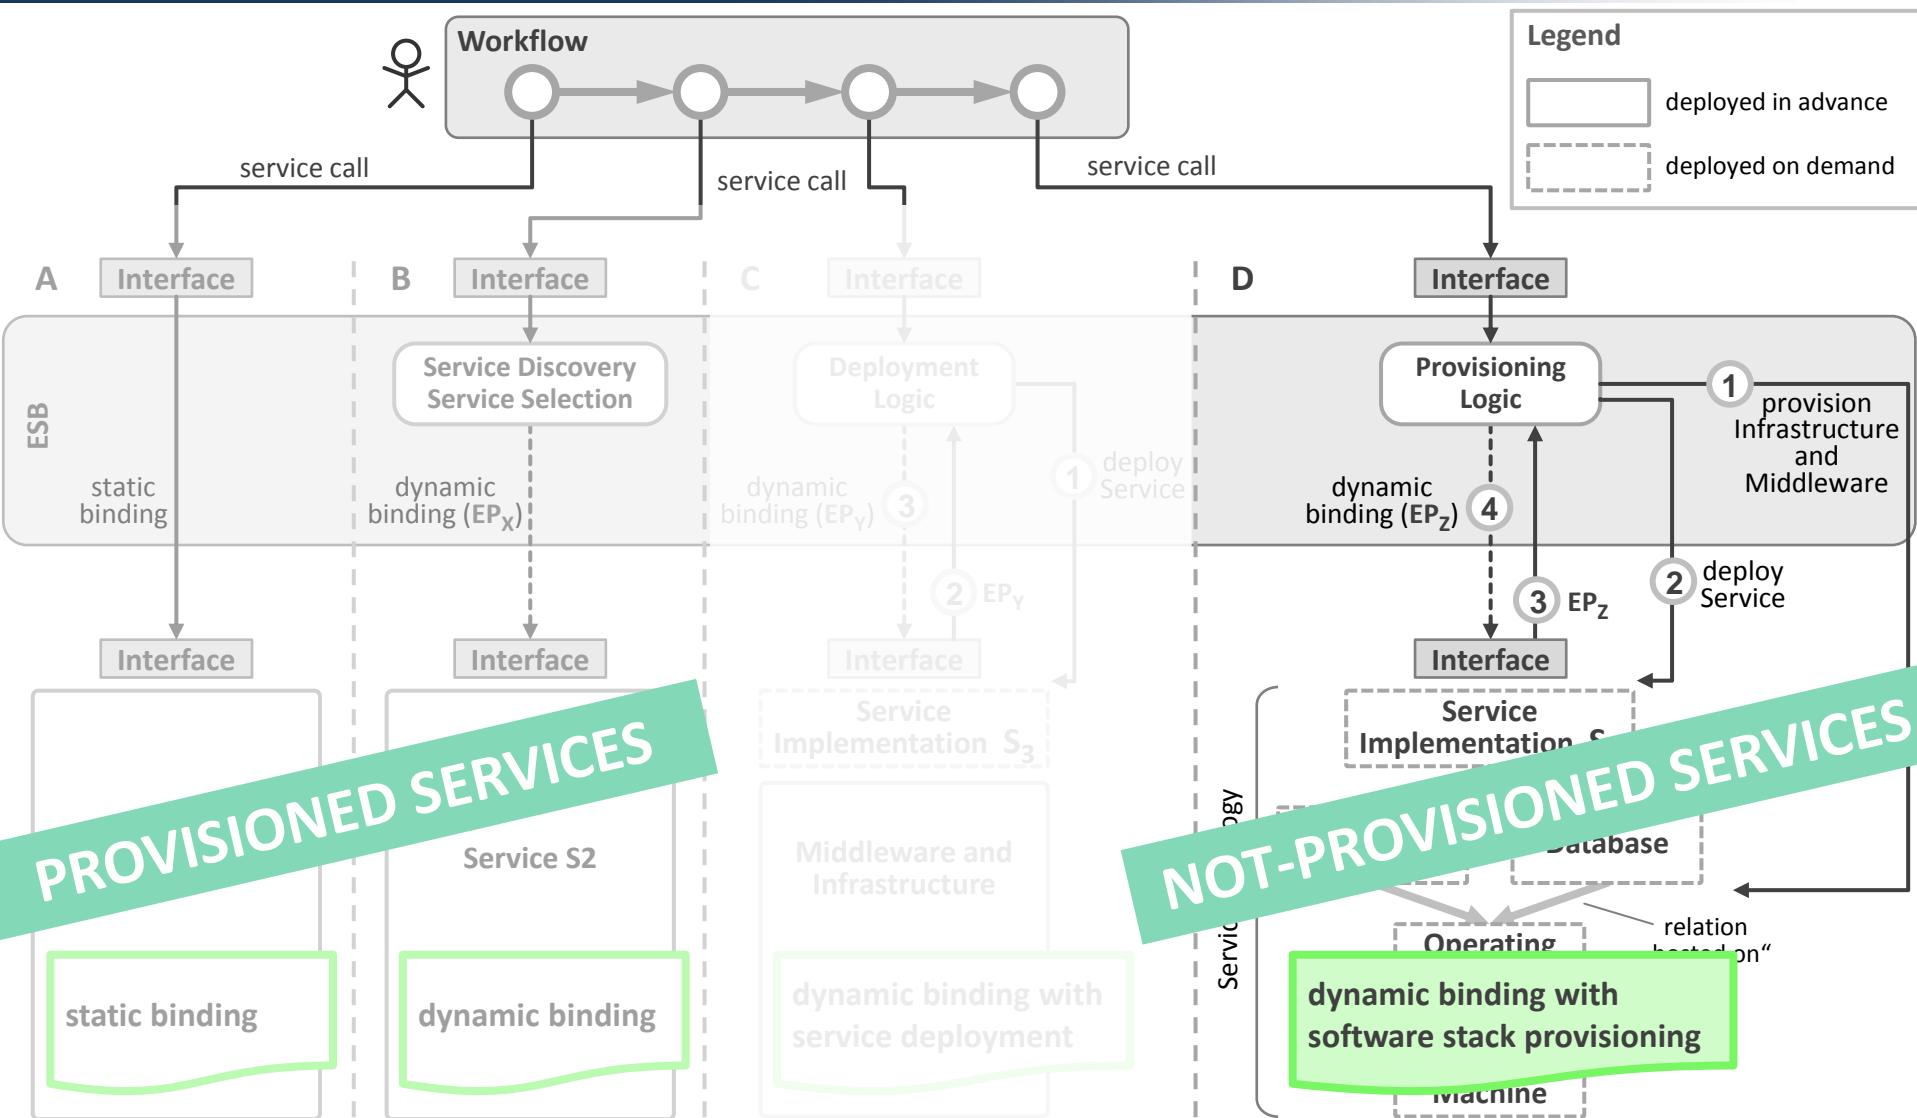 Workflow
Legend
deployed in advance
deployed on demand
service call
service call
service call
A
Interface
B
Interface
C
Interface
D
Interface
ESB
Service Discovery
Service Selection
Deployment
Logic
Provisioning
Logic
1
provision
Infrastructure
and
Middleware
static
binding
dynamic
binding (EPX)
dynamic
binding (EPY)
3
1
deploy
Service
dynamic
binding (EPZ)
4
2
EPY
3
EPZ
2
deploy
Service
Interface
Interface
Interface
Interface
Service
Implementation S3
Service
Implementation
PROVISIONED SERVICES
NOT-PROVISIONED SERVICES
Service S2
Middleware and
Infrastructure
Database
relation
Operating
static binding
dynamic binding
dynamic binding with
service deployment
dynamic binding with
software stack provisioning
Machine